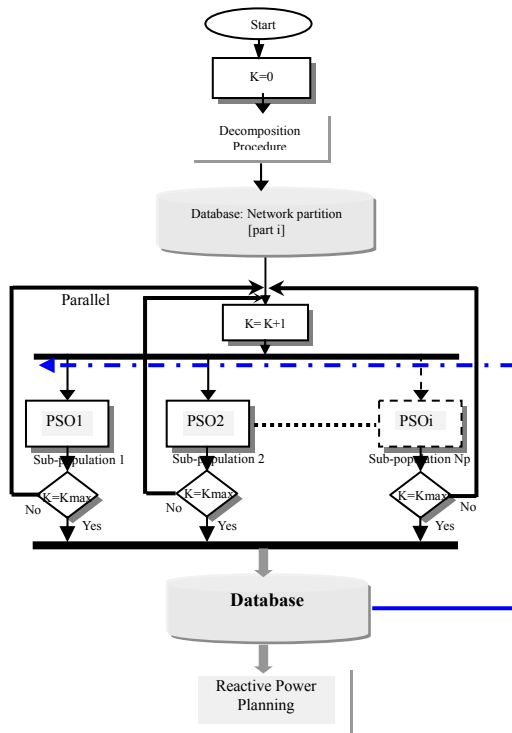 Start
K=0
Decomposition
Procedure
Database: Network partition
[part i]
Parallel
K= K+1
PSO1
PSO2
PSOi
Sub-population 1
Sub-population 2
Sub-population Np
K=Kmax
K=Kmax
K=Kmax
No
Yes
No
Yes
No
Yes
Database
Reactive Power
Planning